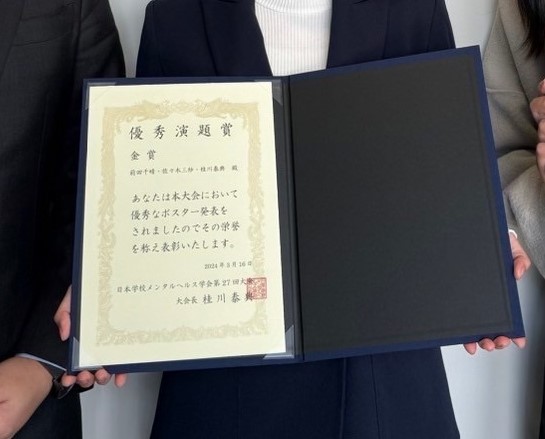 優秀演題賞
金賞
前田千晴・佐々木三紗・桂川泰典 殿
あなたは本大会において
優秀なポスター発表を
されましたのでその栄誉
を称え表彰いたします。
2024年3月16日
日本学校メンタルヘルス学会第27回大会
大会長 桂川泰典